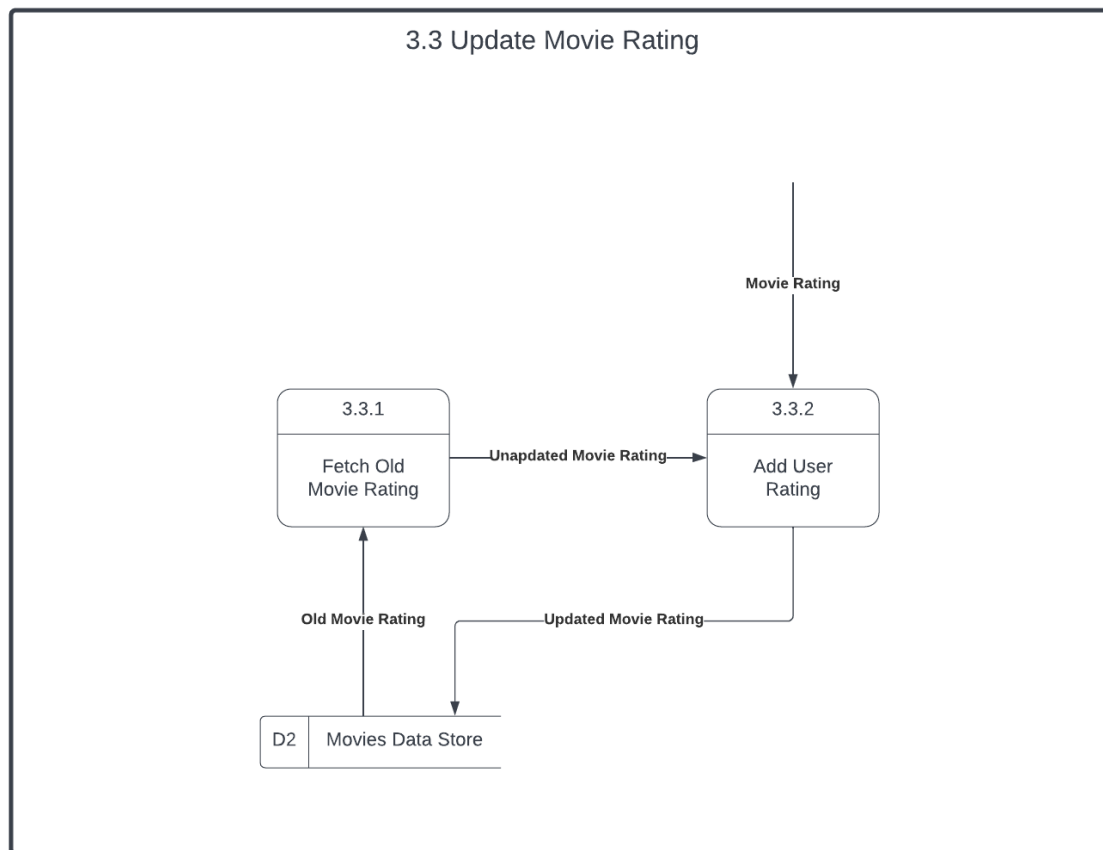 3.3 Update Movie Rating
Movie Rating
3.3.1
Fetch Old
Movie Rating
Unapdated Movie Rating
3.3.2
Add User
Rating
Old Movie Rating
Updated Movie Rating
D2
Movies Data Store